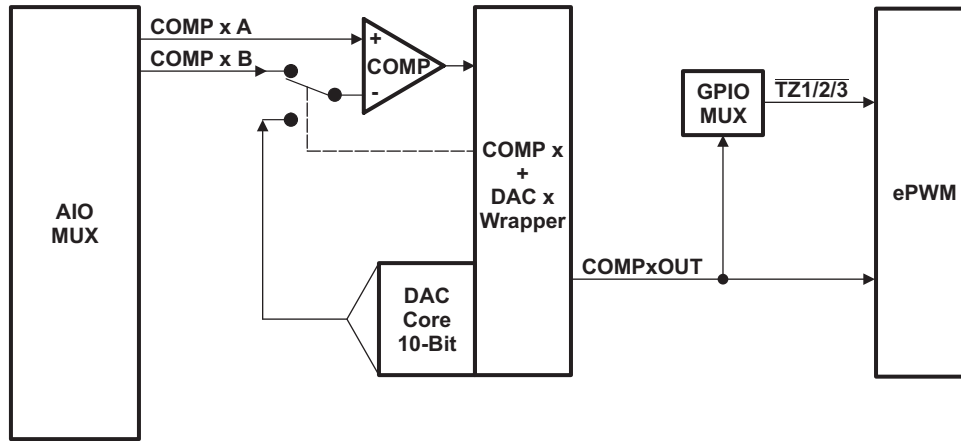 COMP x A
COMP x B
+
COMP
-
AIO
MUX
COMP x
+
DAC x
Wrapper
DAC
Core
10-Bit
COMPxOUT
GPIO
MUX
TZ1/2/3
ePWM